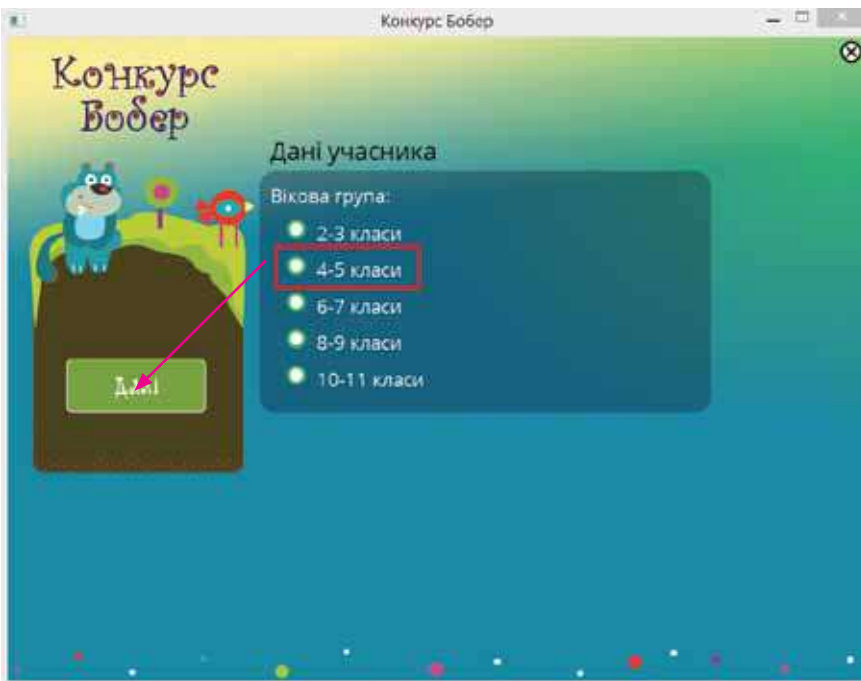 Конкурс Бобер
Конкурс
Бобер
Дані учасника
Вікова група:
2-3 класи
4-5 класи
6-7 класи
8-9 класи
10-11 класи
Далі